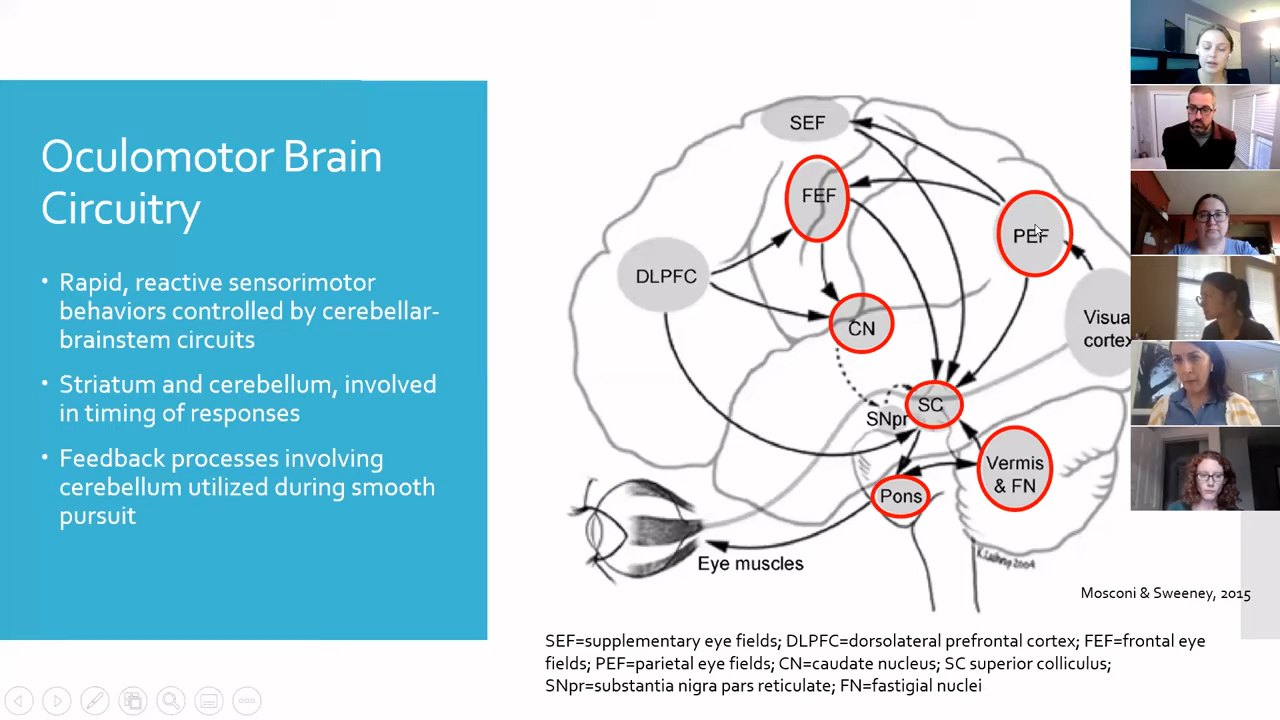 Oculomotor Brain
Circuitry
• Rapid, reactive sensorimotor
behaviors controlled by cerebellar-
brainstem circuits
• Striatum and cerebellum, involved
in timing of responses
• Feedback processes involving
cerebellum utilized during smooth
pursuit
SEF
FEF
PEF
DLPFC
CN
Visua
cortex
SC
SNpr
Vermis
& FN
Pons
Eye muscles
K. Lathrop 2004
Mosconi & Sweeney, 2015
SEF=supplementary eye fields; DLPFC=dorsolateral prefrontal cortex; FEF=frontal eye
fields; PEF=parietal eye fields; CN=caudate nucleus; SC superior colliculus;
SNpr=substantia nigra pars reticulate; FN=fastigial nuclei